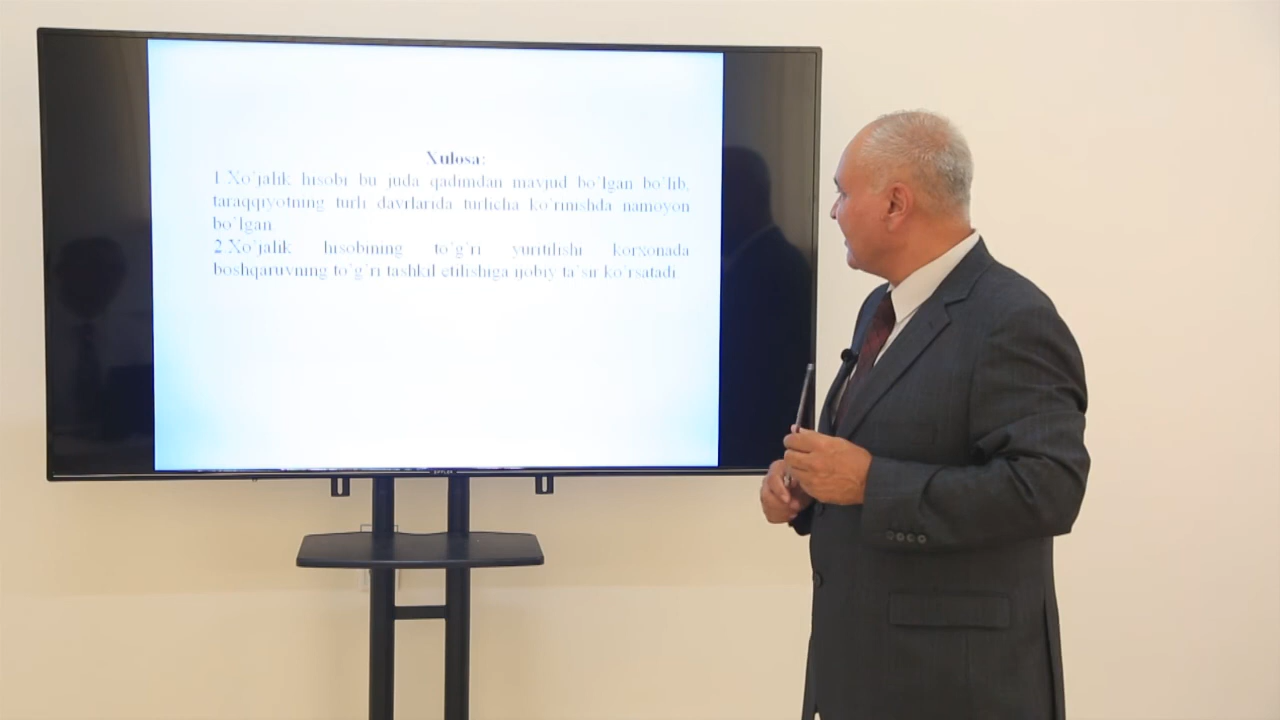 Xulosa:
1.Xo`jalik hisobi bu juda qadimdan mavjud bo`lgan bo`lib,
taraqqiyotning turli davrlarida turlicha ko`rinishda namoyon
bo`lgan.
2.Xo`jalik hisobining to`g`ri yuritilishi korxonada
boshqaruvning to`g`ri tashkil etilishiga ijobiy ta`sir ko`rsatadi.